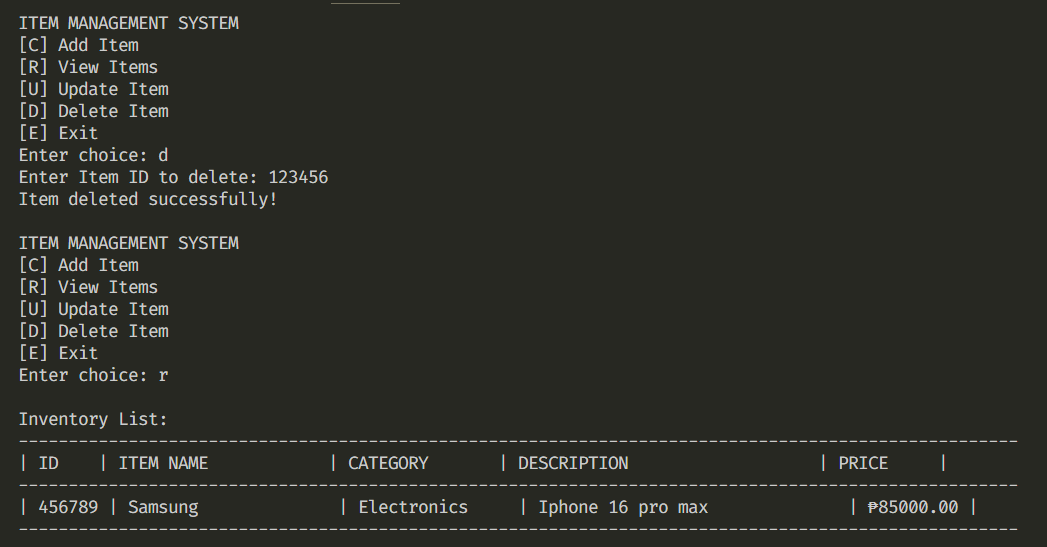 ITEM MANAGEMENT SYSTEM
[C] Add Item
[R] View Items
[U] Update Item
[D] Delete Item
[E] Exit
Enter choice: d
Enter Item ID to delete: 123456
Item deleted successfully!
ITEM MANAGEMENT SYSTEM
[C] Add Item
[R] View Items
[U] Update Item
[D] Delete Item
[E] Exit
Enter choice: r
Inventory List:
----------------------------------------------------------------------------------------------------
| ID    | ITEM NAME            | CATEGORY       | DESCRIPTION                   | PRICE     |
----------------------------------------------------------------------------------------------------
| 456789 | Samsung              | Electronics     | Iphone 16 pro max              | ₱85000.00 |
----------------------------------------------------------------------------------------------------